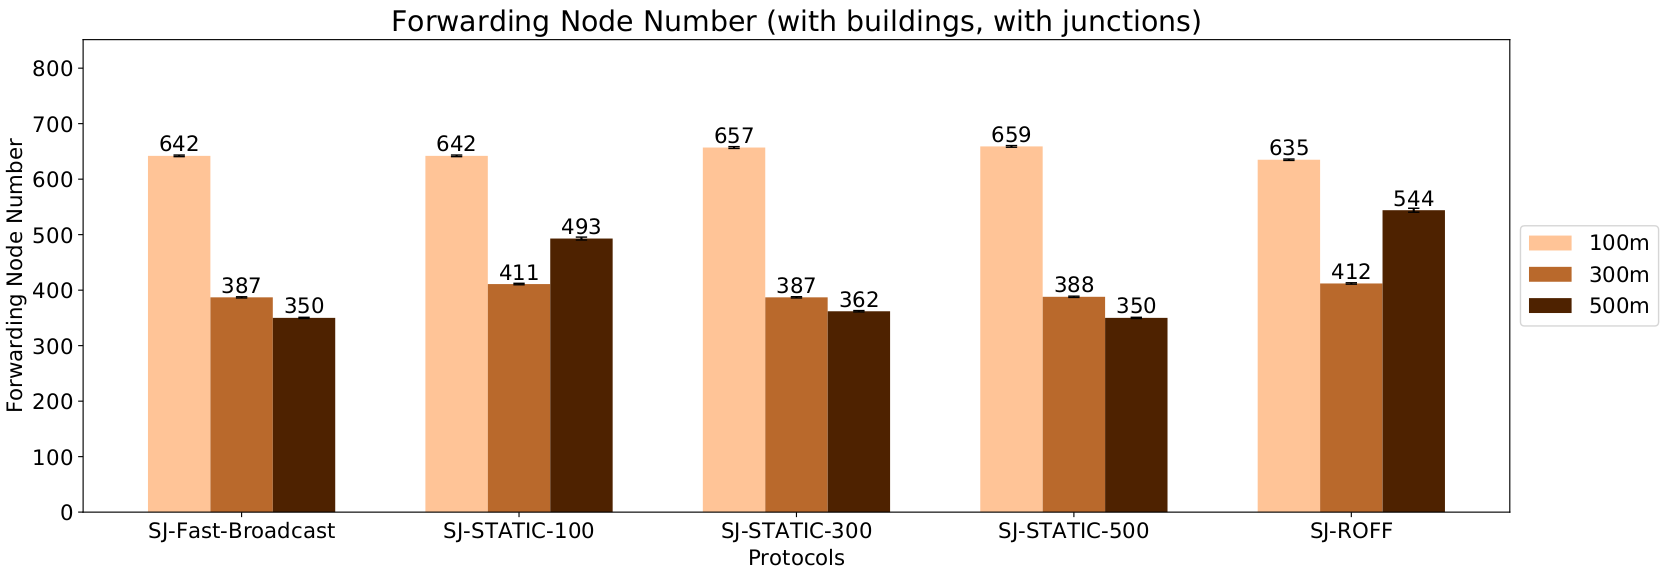 Forwarding Node Number (with buildings, with junctions)
Forwarding Node Number
800
700
600
500
400
300
200
100
0
642
387
350
642
411
493
657
387
362
659
388
350
635
412
544
SJ-Fast-Broadcast
SJ-STATIC-100
SJ-STATIC-300
SJ-STATIC-500
SJ-ROFF
Protocols
100m
300m
500m